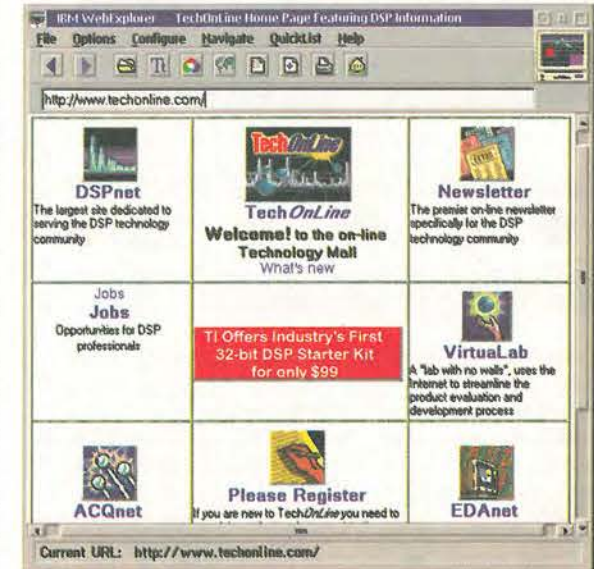 IBM WebExplorer - TechOnLine Home Page Featuring DSP Information
File Options Configure Navigate QuickList Help
http://www.techonline.com/
DSPnet
The largest site dedicated to
serving the DSP technology
community
TechOnLine
TechOnLine
Welcome! to the on-line
Technology Mall
What's new
Newsletter
The premier on-line newsletter
specifically for the DSP
technology community
Jobs
Jobs
Opportunities for DSP
professionals
TI Offers Industry's First
32-bit DSP Starter Kit
for only $99
VirtuaLab
A "lab with no walls", uses the
Internet to streamline the
product evaluation and
development process
ACQnet
Please Register
If you are new to TechOnLine you need to
EDAnet
Current URL: http://www.techonline.com/